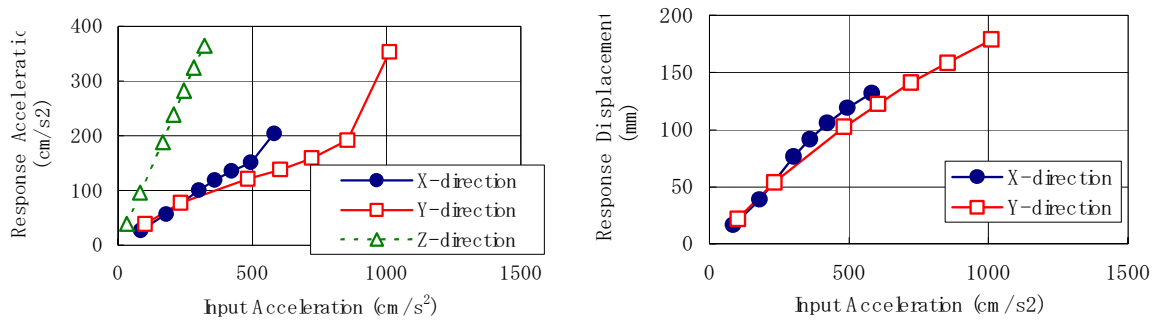 Response Acceleratio
(cm/s2)
400
300
200
100
0
0
500
1000
1500
Input Acceleration (cm/s²)
X-direction
Y-direction
Z-direction
Response Displacement
(mm)
200
150
100
50
0
0
500
1000
1500
Input Acceleration (cm/s2)
X-direction
Y-direction